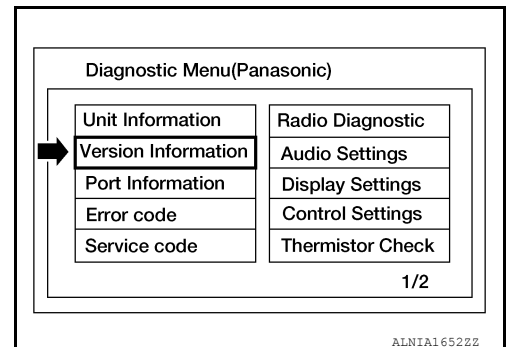 Diagnostic Menu(Panasonic)
Unit Information
Version Information
Port Information
Error code
Service code
Radio Diagnostic
Audio Settings
Display Settings
Control Settings
Thermistor Check
1/2
ALNIA1652ZZ